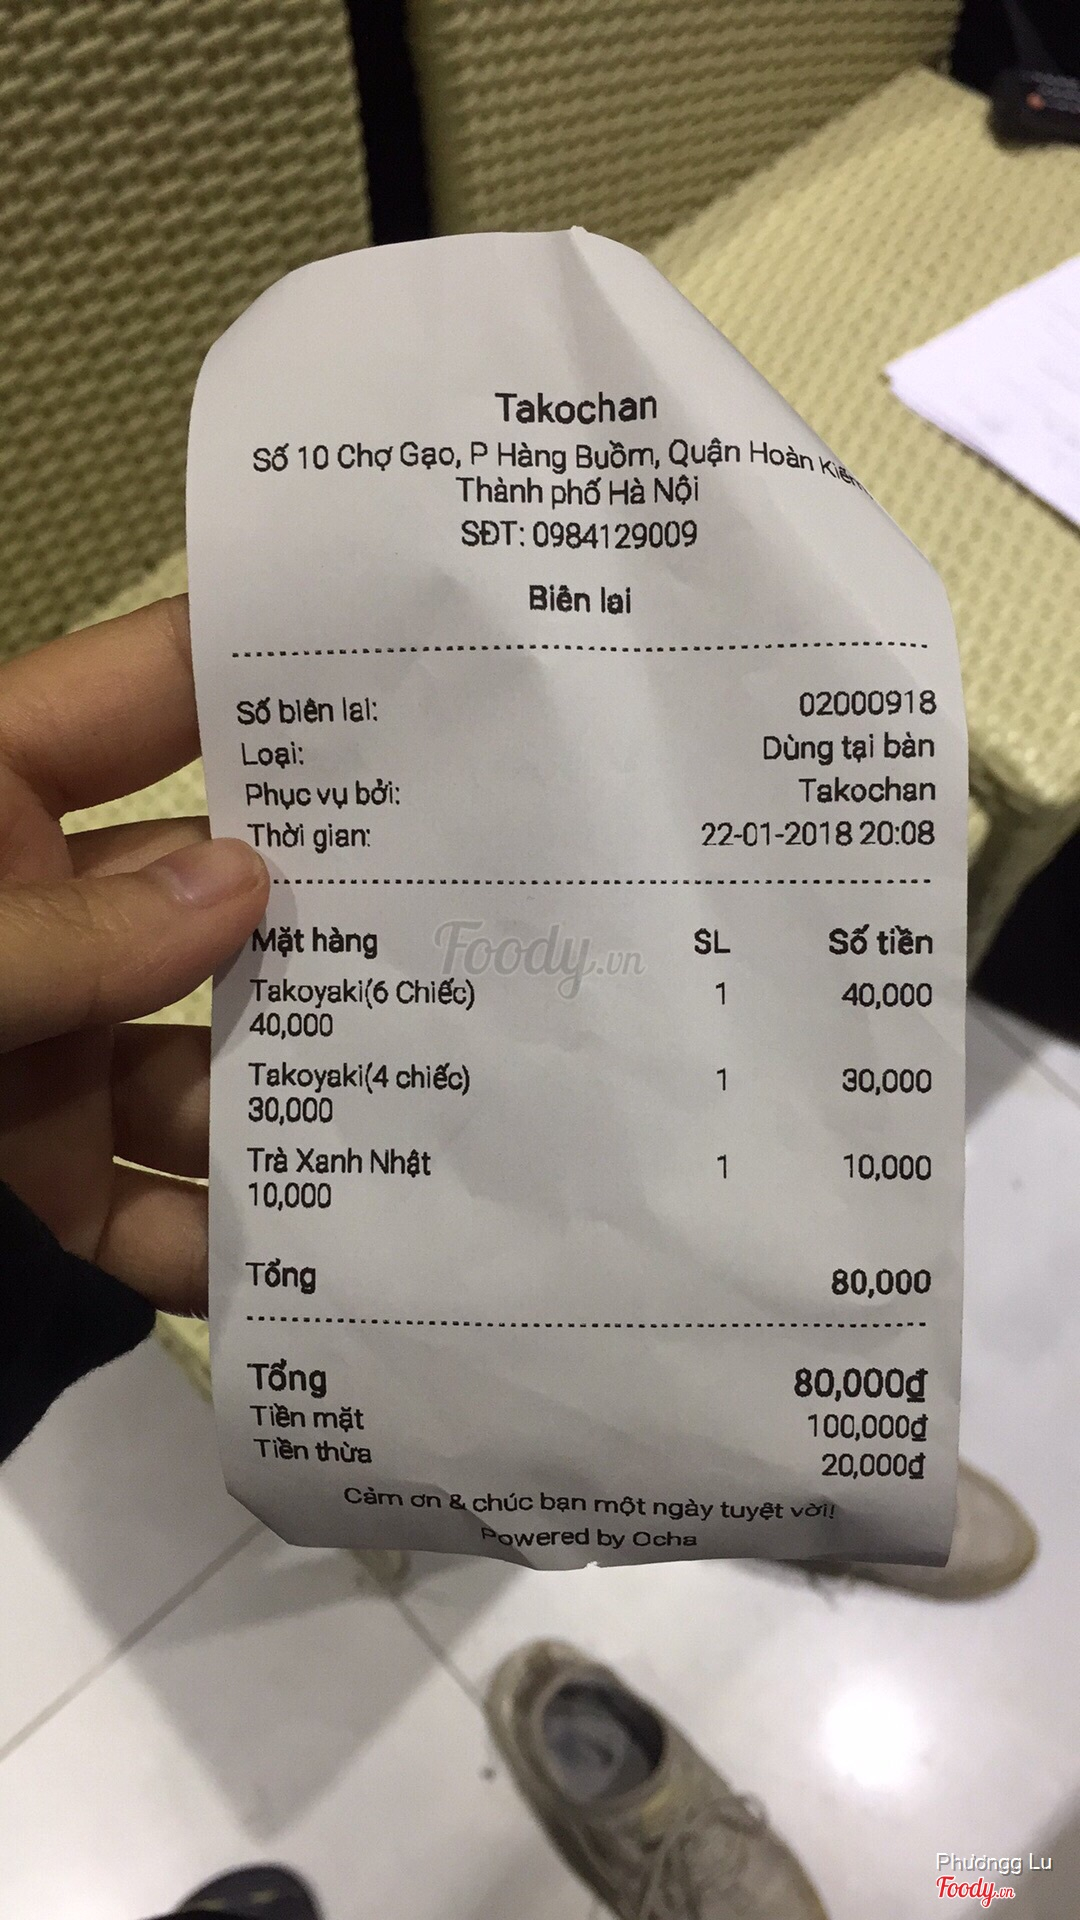 Takochan
Số 10 Chợ Gạo, P Hàng Buồm, Quận Hoàn Kiếm,
Thành phố Hà Nội
SĐT: 0984129009
Biên lai
Số biên lai: 02000918
Loại: Dùng tại bàn
Phục vụ bởi: Takochan
Thời gian: 22-01-2018 20:08
Mặt hàng SL Số tiền
Takoyaki(6 Chiếc) 1 40,000
40,000
Takoyaki(4 chiếc) 1 30,000
30,000
Trà Xanh Nhật 1 10,000
10,000
Tổng 80,000
Tổng 80,000₫
Tiền mặt 100,000₫
Tiền thừa 20,000₫
Cảm ơn & chúc bạn một ngày tuyệt vời!
Powered by Ocha
Foody.vn
Phươngg Lu
Foody.vn